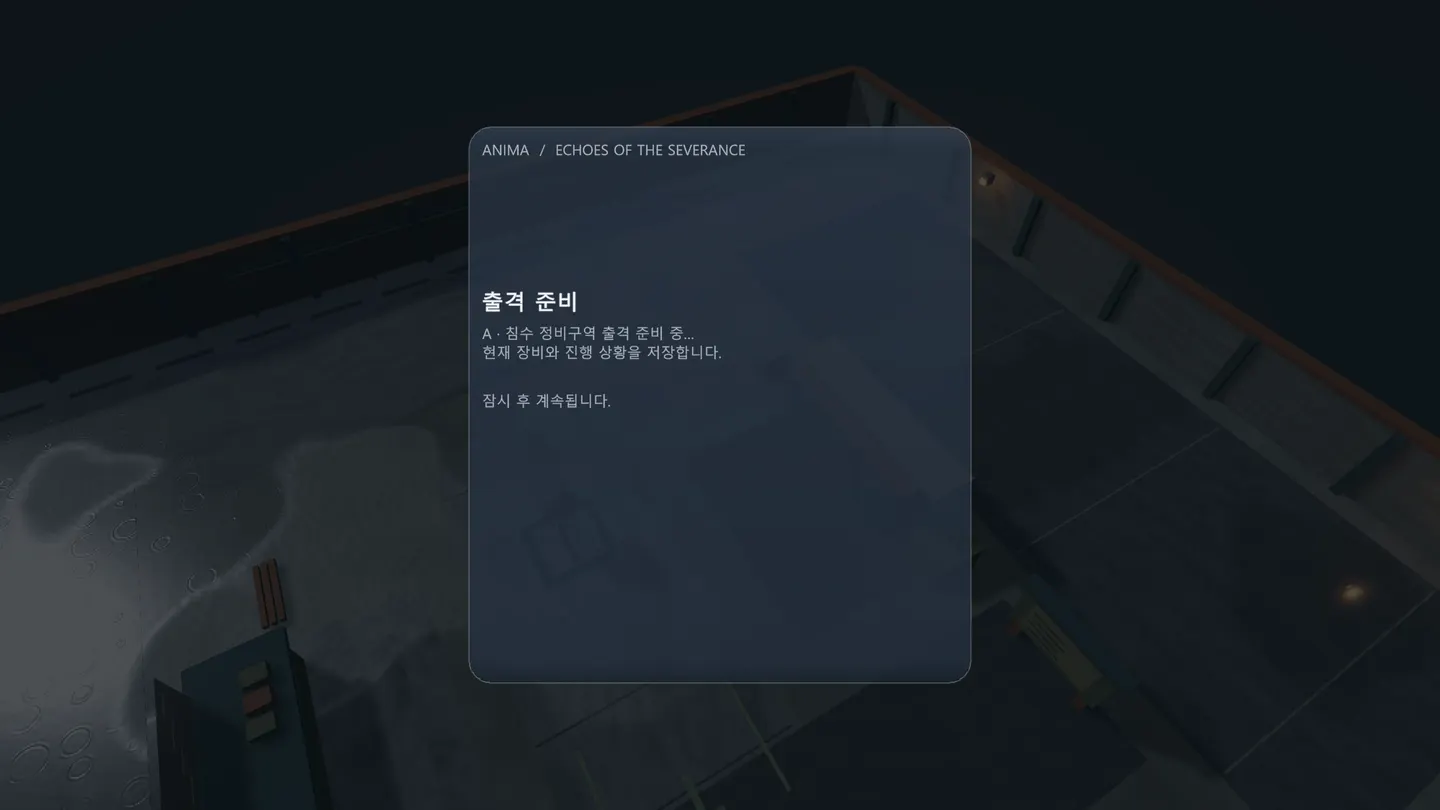 ANIMA / ECHOES OF THE SEVERANCE
출격 준비
A · 침수 정비구역 출격 준비 중...
현재 장비와 진행 상황을 저장합니다.
잠시 후 계속됩니다.